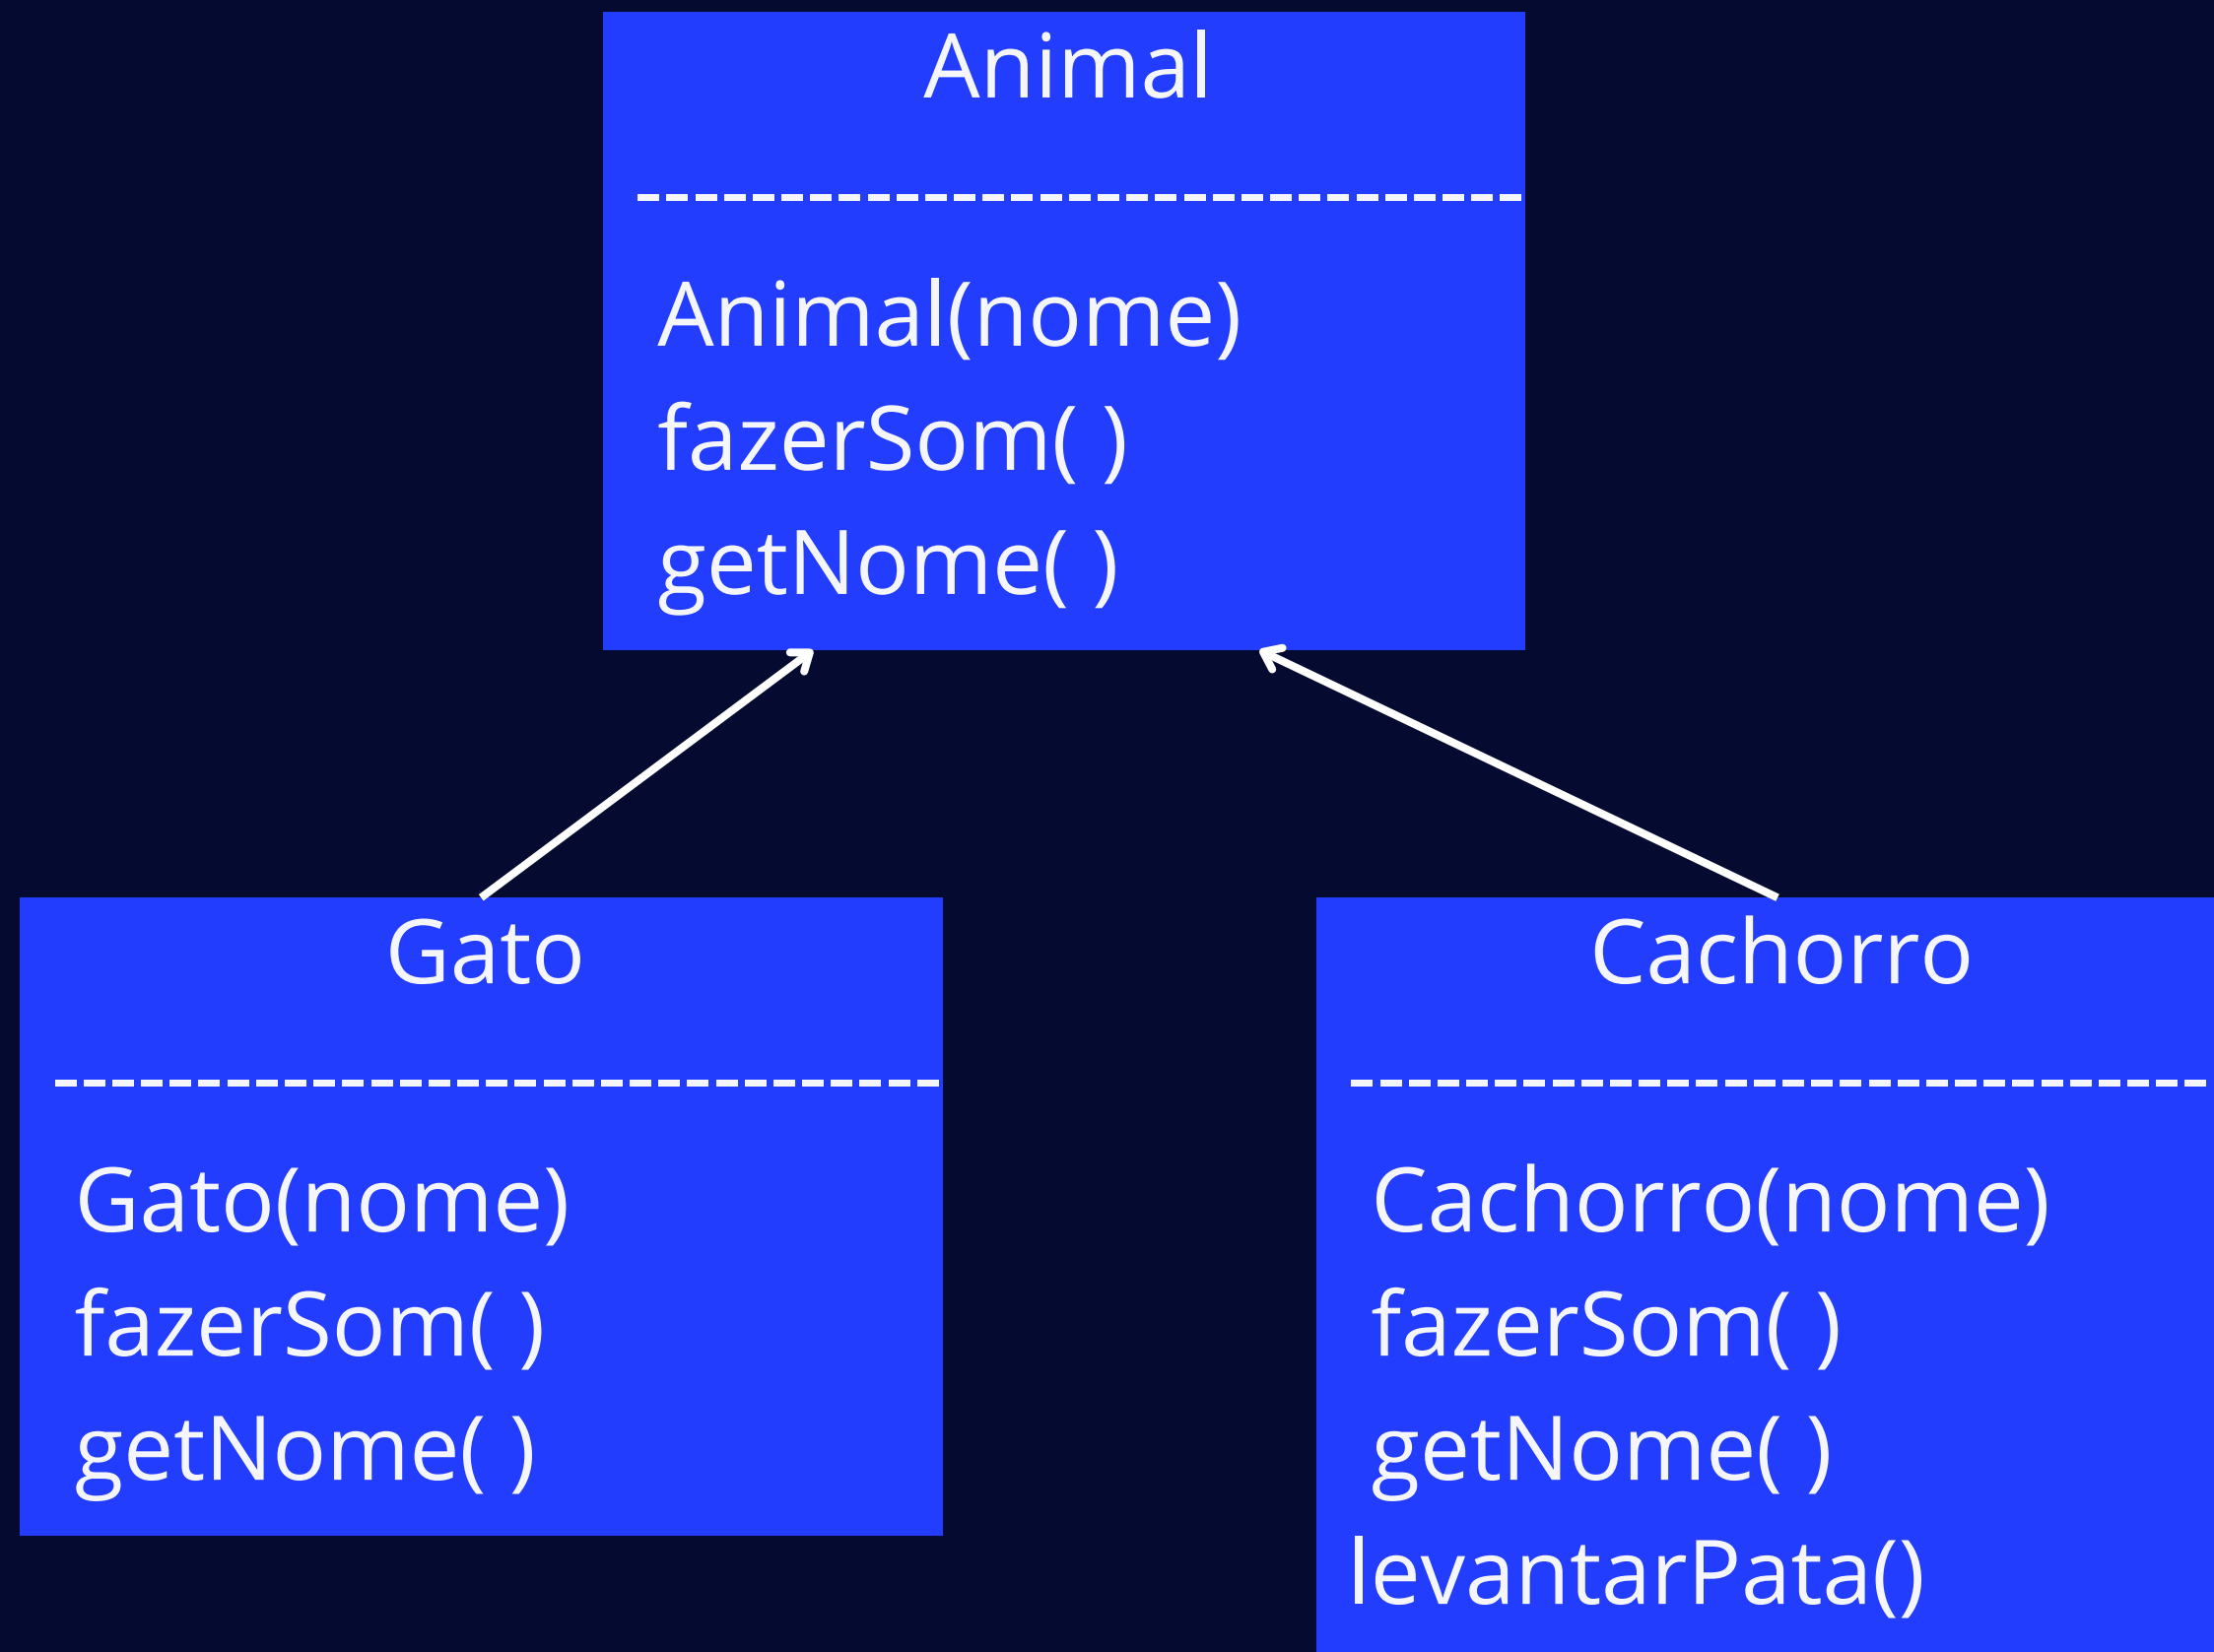 Animal
Animal(nome)
fazerSom( )
getNome( )
Gato
Gato(nome)
fazerSom( )
getNome( )
Cachorro
Cachorro(nome)
fazerSom( )
getNome( )
levantarPata()